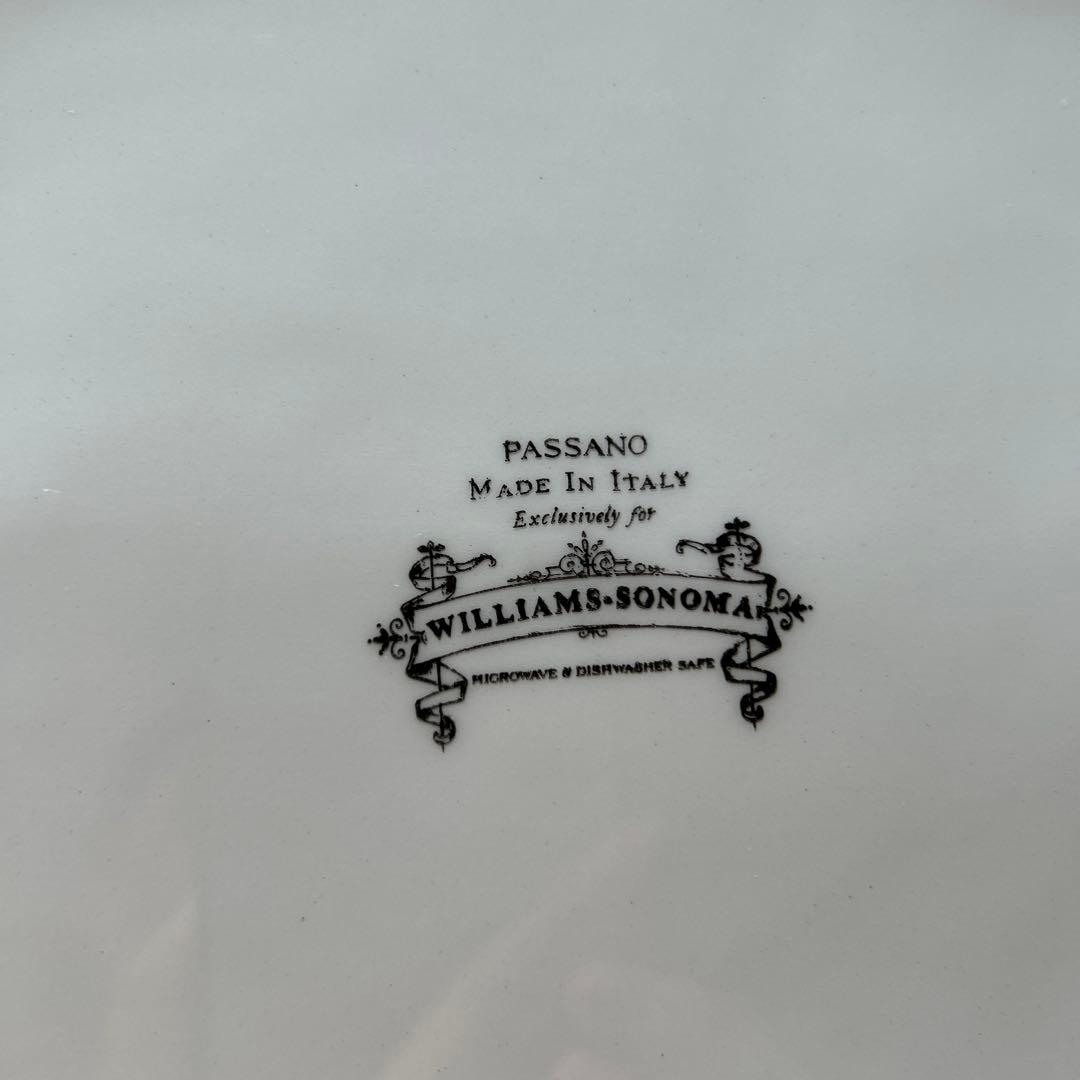 PASSANO
MADE IN ITALY
Exclusively for
WILLIAMS-SONOMA
MICROWAVE & DISHWASHER SAFE